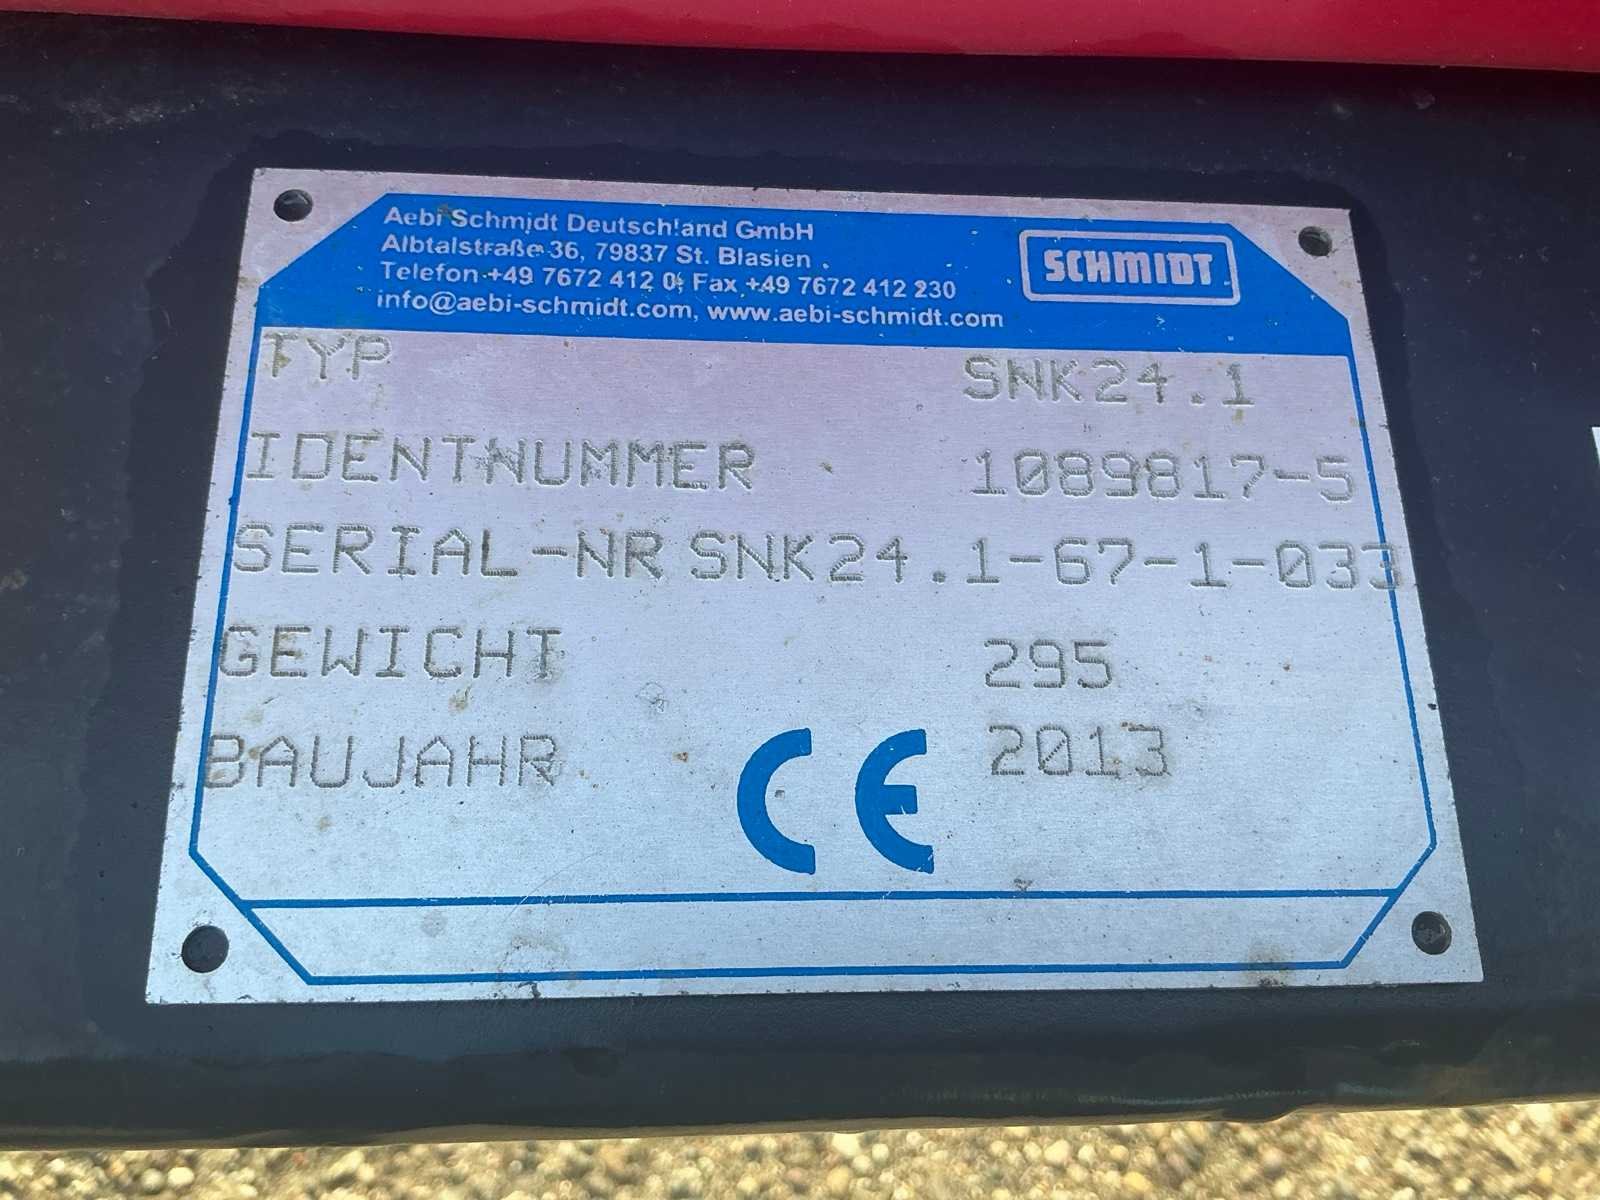 Aebi Schmidt Deutschland GmbH
Albtalstraße 36, 79837 St. Blasien
Telefon +49 7672 412 0, Fax +49 7672 412 230
info@aebi-schmidt.com, www.aebi-schmidt.com
SCHMIDT
TYP SNK24.1
IDENTNUMMER 1089817-5
SERIAL-NR SNK24.1-67-1-033
GEWICHT 295
BAUJAHR 2013
CE